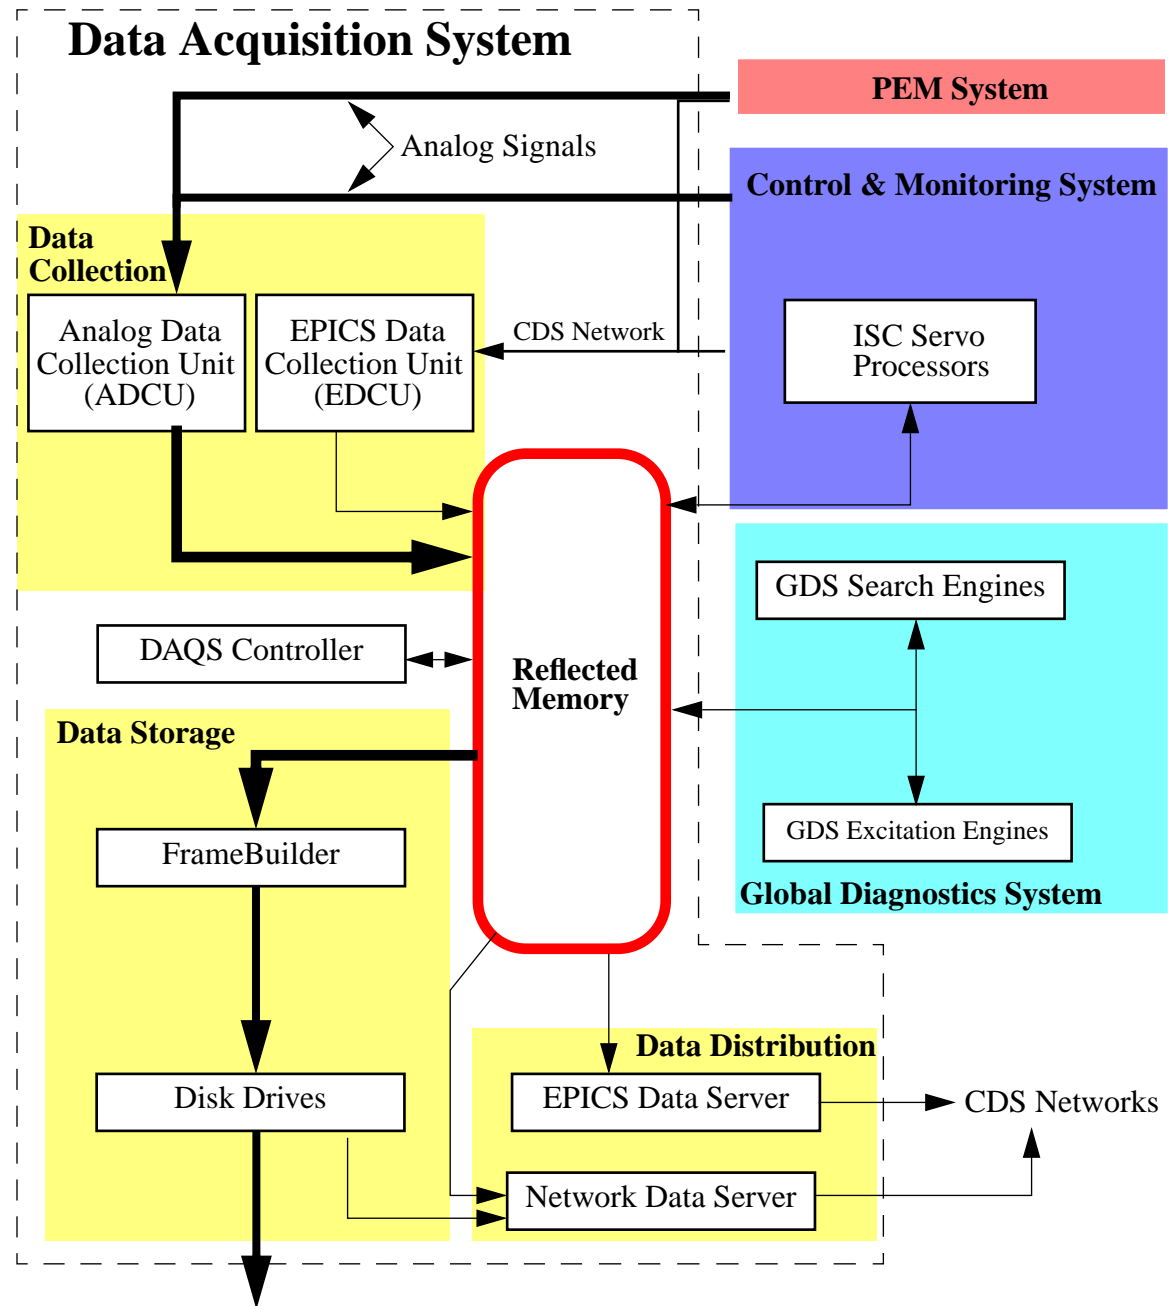 Data Acquisition System
PEM System
Analog Signals
Control & Monitoring System
Data
Collection
Analog Data
Collection Unit
(ADCU)
EPICS Data
Collection Unit
(EDCU)
CDS Network
ISC Servo
Processors
GDS Search Engines
DAQS Controller
Reflected
Memory
Data Storage
FrameBuilder
GDS Excitation Engines
Global Diagnostics System
Data Distribution
Disk Drives
EPICS Data Server
CDS Networks
Network Data Server